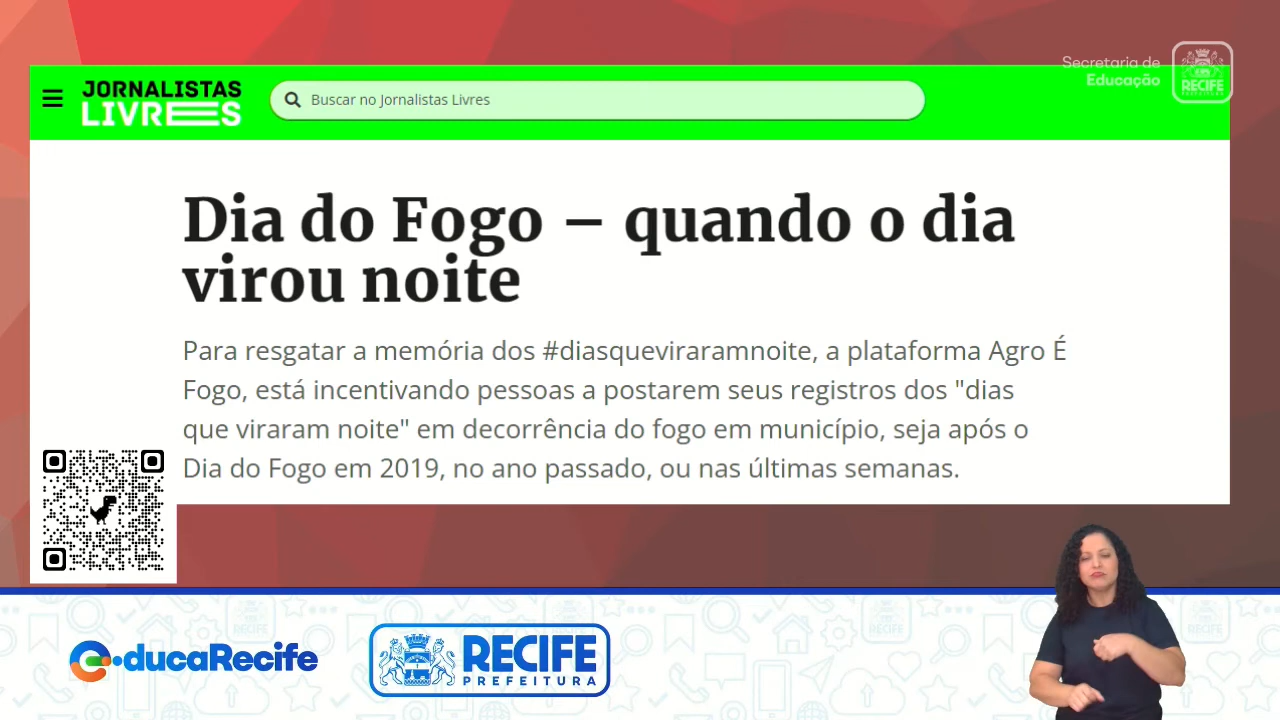 Secretaria de
Educação
RECIFE
PREFEITURA
JORNALISTAS
LIVRES
Buscar no Jornalistas Livres
Dia do Fogo – quando o dia
virou noite
Para resgatar a memória dos #diasqueviraramnoite, a plataforma Agro É
Fogo, está incentivando pessoas a postarem seus registros dos "dias
que viraram noite" em decorrência do fogo em município, seja após o
Dia do Fogo em 2019, no ano passado, ou nas últimas semanas.
ducaRecife
RECIFE
PREFEITURA